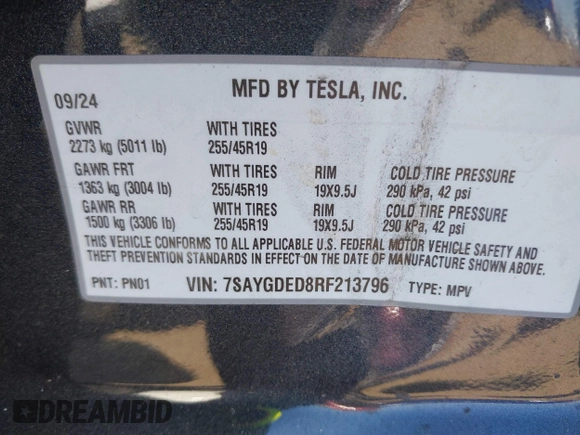 MFD BY TESLA, INC.
09/24
GVWR WITH TIRES
2273 kg (5011 lb) 255/45R19
GAWR FRT WITH TIRES RIM COLD TIRE PRESSURE
1363 kg (3004 lb) 255/45R19 19X9.5J 290 kPa, 42 psi
GAWR RR WITH TIRES RIM COLD TIRE PRESSURE
1500 kg (3306 lb) 255/45R19 19X9.5J 290 kPa, 42 psi
THIS VEHICLE CONFORMS TO ALL APPLICABLE U.S. FEDERAL MOTOR VEHICLE SAFETY AND
THEFT PREVENTION STANDARDS IN EFFECT ON THE DATE OF MANUFACTURE SHOWN ABOVE.
PNT: PN01 VIN: 7SAYGDED8RF213796 TYPE: MPV
DREAMBID